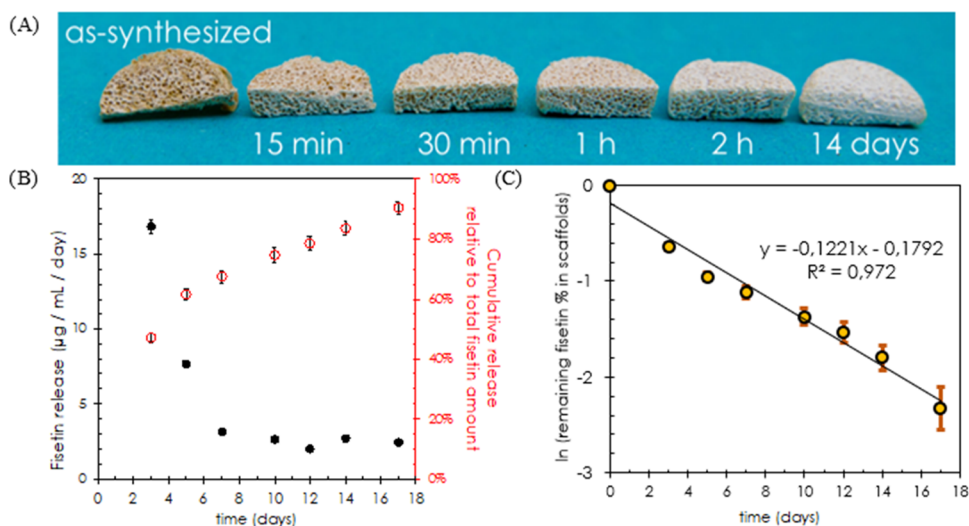 (A)
as-synthesized
15 min
30 min
1 h
2 h
14 days
(B)
20
15
10
5
0
Fisetin release (µg / mL / day)
0 2 4 6 8 10 12 14 16 18
time (days)
100%
80%
60%
40%
20%
0%
Cumulative release
relative to total fisetin amount
(C)
0
-1
-2
-3
ln (remaining fisetin % in scaffolds)
y = -0,1221x - 0,1792
R² = 0,972
0 2 4 6 8 10 12 14 16 18
time (days)